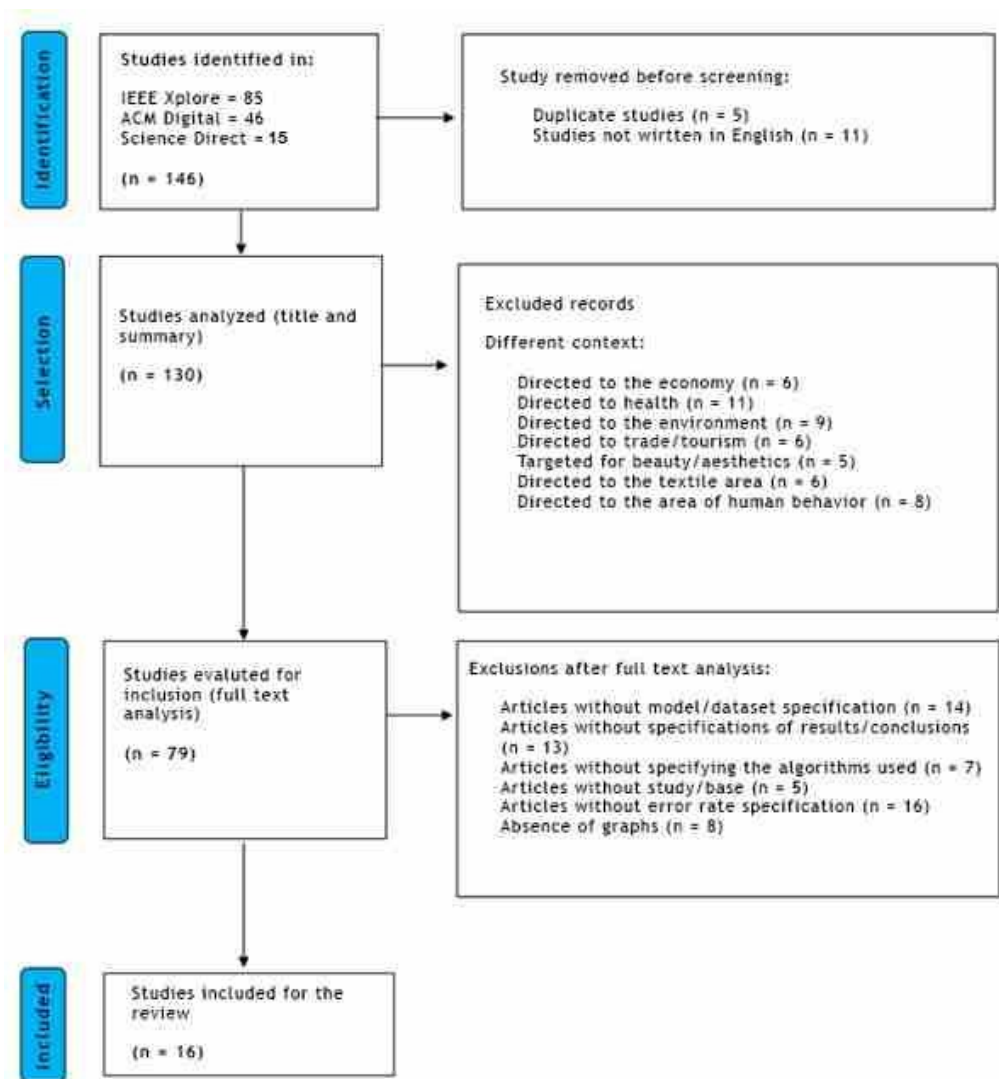 Identification
Studies identified in:
IEEE Xplore = 85
ACM Digital = 46
Science Direct = 15
(n = 146)
Study removed before screening:
Duplicate studies (n = 5)
Studies not wirtten in English (n = 11)
Selection
Studies analyzed (title and
summary)
(n = 130)
Excluded records
Different context:
Directed to the economy (n = 6)
Directed to health (n = 11)
Directed to the environment (n = 9)
Directed to trade/tourism (n = 6)
Targeted for beauty/aesthetics (n = 5)
Directed to the textile area (n = 6)
Directed to the area of human behavior (n = 8)
Eligibility
Studies evaluted for
inclusion (full text
analysis)
(n = 79)
Exclusions after full text analysis:
Articles without model/dataset specification (n = 14)
Articles without specifications of results/conclusions
(n = 13)
Articles without specifying the algorithms used (n = 7)
Articles without study/base (n = 5)
Articles without error rate specification (n = 16)
Absence of graphs (n = 8)
Included
Studies included for the
review
(n = 16)